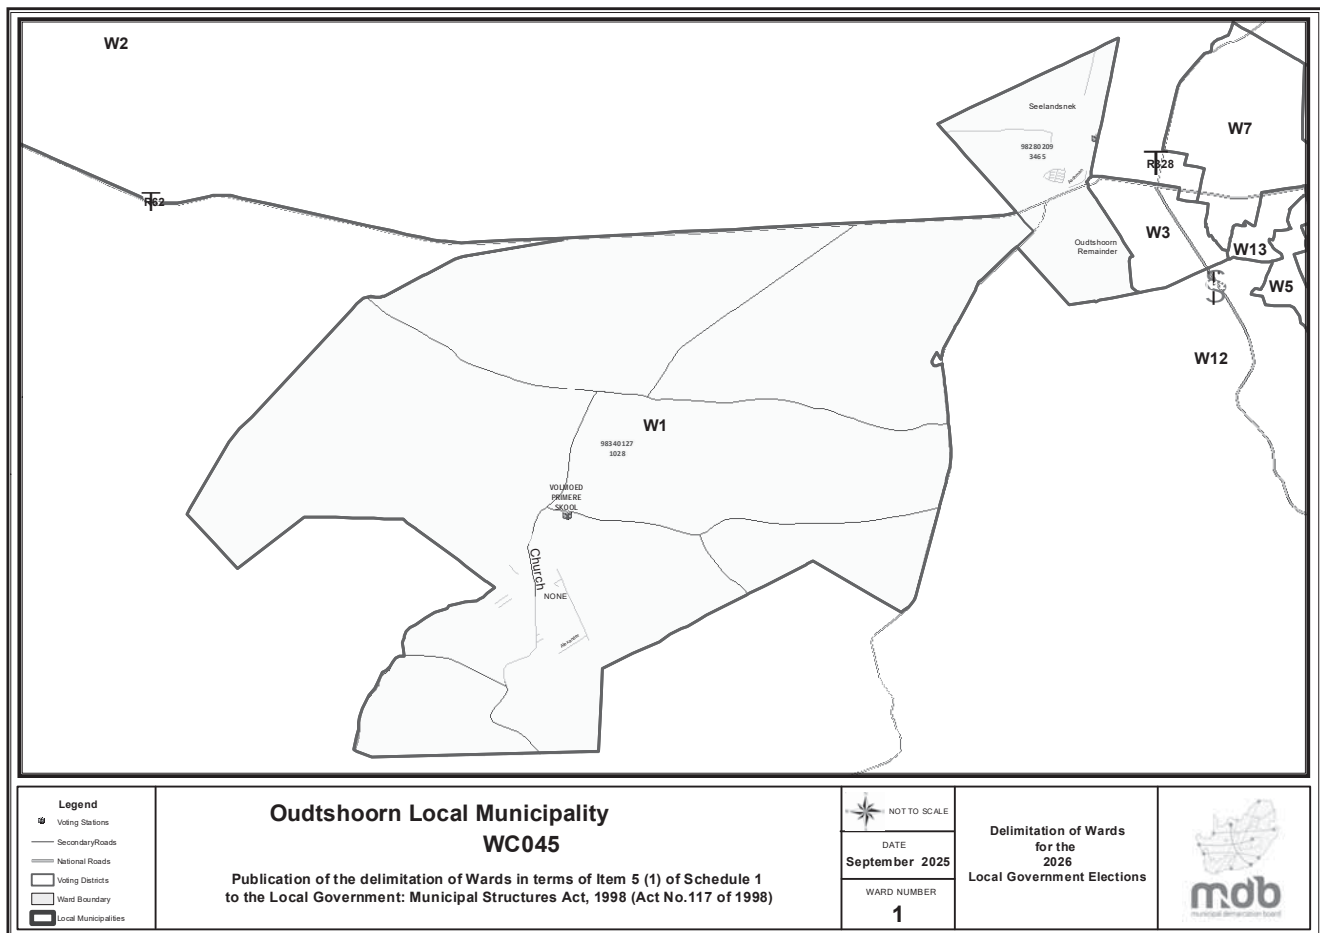 W2
Seelandsnek
W7
98280209
3465
R328
R62
W3
Oudtshoorn
Remainder
W13
W5
W12
W1
98340127
1028
VOLMOED
PRIMERE
SKOOL
Church
NONE
Legend
Voting Stations
SecondaryRoads
National Roads
Voting Districts
Ward Boundary
Local Municipalities
Oudtshoorn Local Municipality
WC045
Publication of the delimitation of Wards in terms of Item 5 (1) of Schedule 1
to the Local Government: Municipal Structures Act, 1998 (Act No.117 of 1998)
NOT TO SCALE
DATE
September 2025
WARD NUMBER
1
Delimitation of Wards
for the
2026
Local Government Elections
mdb
municipal demarcation board